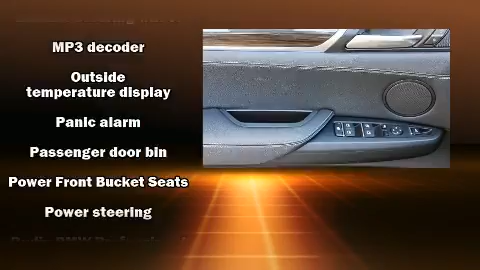 MP3 decoder
Outside
temperature display
Panic alarm
Passenger door bin
Power Front Bucket Seats
Power steering